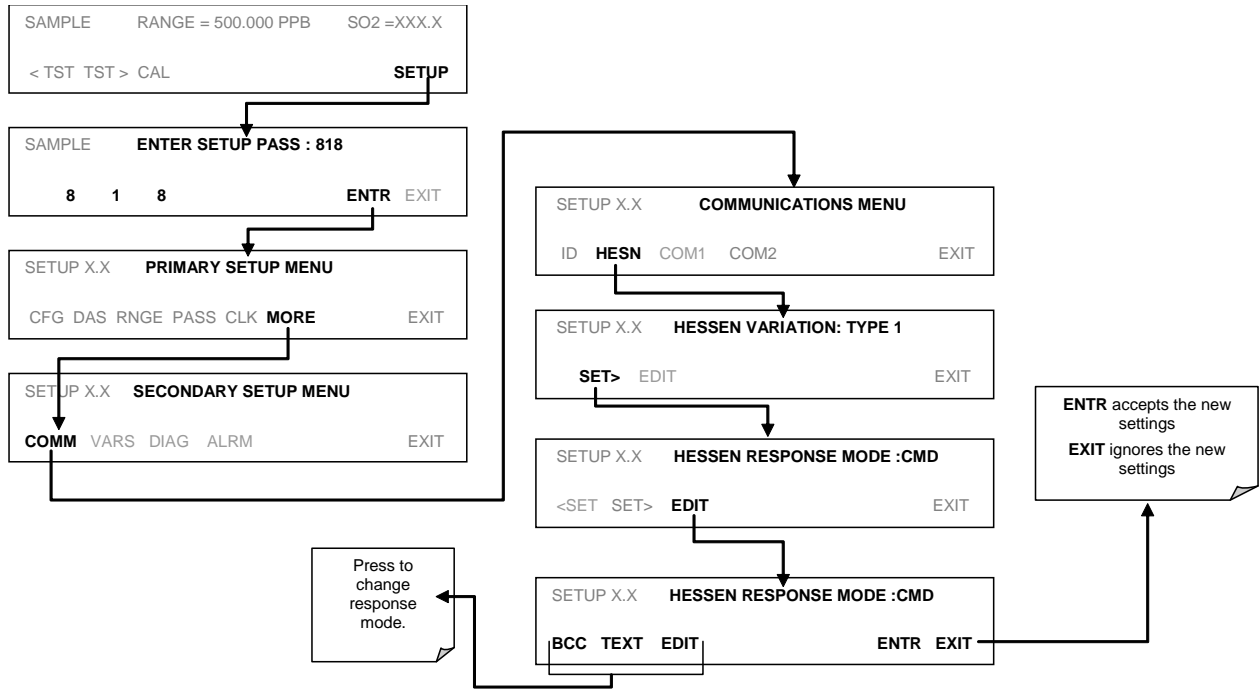 SAMPLE RANGE = 500.000 PPB SO2 =XXX.X
< TST TST > CAL SETUP
SAMPLE ENTER SETUP PASS : 818
8 1 8 ENTR EXIT
SETUP X.X PRIMARY SETUP MENU
CFG DAS RNGE PASS CLK MORE EXIT
SETUP X.X SECONDARY SETUP MENU
COMM VARS DIAG ALRM EXIT
SETUP X.X COMMUNICATIONS MENU
ID HESN COM1 COM2 EXIT
SETUP X.X HESSEN VARIATION: TYPE 1
SET> EDIT EXIT
SETUP X.X HESSEN RESPONSE MODE :CMD
<SET SET> EDIT EXIT
SETUP X.X HESSEN RESPONSE MODE :CMD
BCC TEXT EDIT ENTR EXIT
Press to
change
response
mode.
ENTR accepts the new
settings
EXIT ignores the new
settings